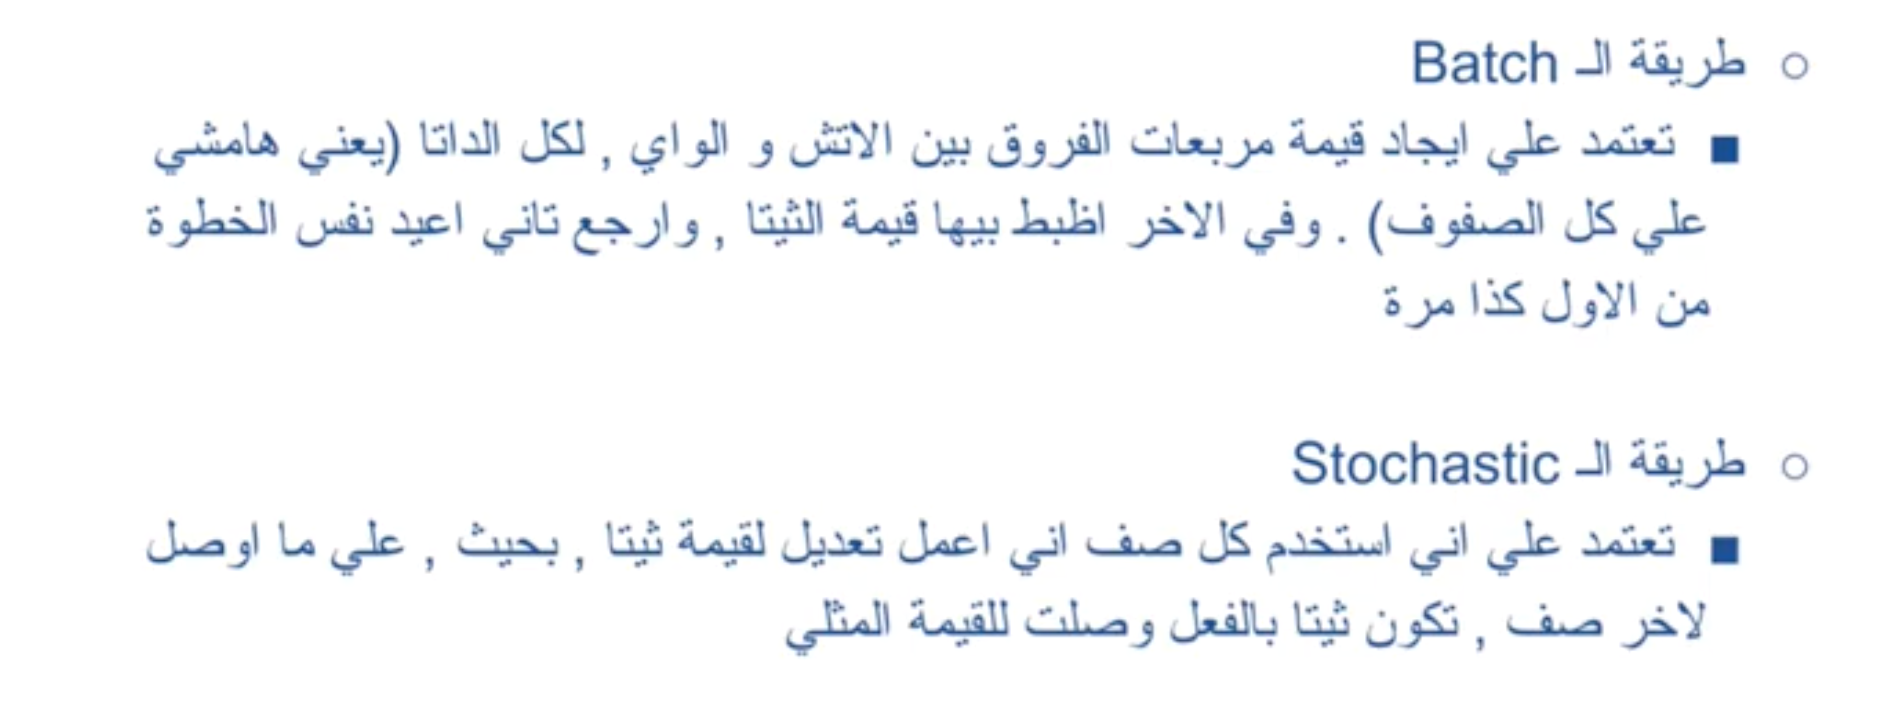 طريقة الـ Batch
تعتمد علي ايجاد قيمة مربعات الفروق بين الاتش و الواي , لكل الداتا (يعني هامشي
علي كل الصفوف) . وفي الاخر اظبط بيها قيمة الثيتا , وارجع تاني اعيد نفس الخطوة
من الاول كذا مرة
طريقة الـ Stochastic
تعتمد علي اني استخدم كل صف اني اعمل تعديل لقيمة ثيتا , بحيث , علي ما اوصل
لاخر صف , تكون ثيتا بالفعل وصلت للقيمة المثلي